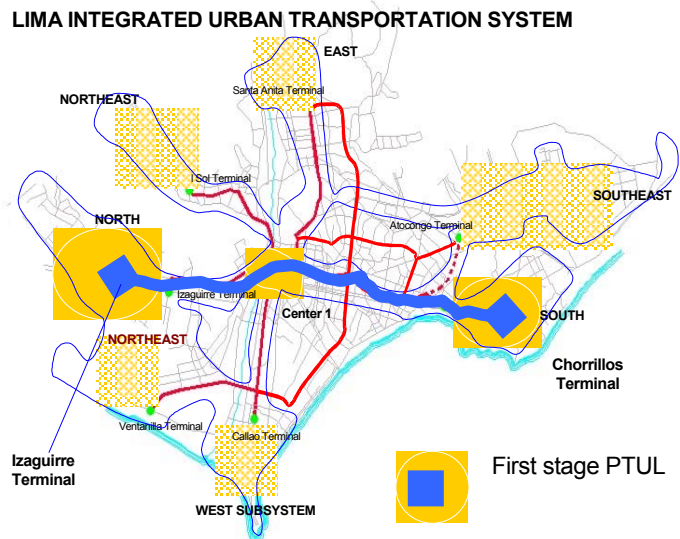 LIMA INTEGRATED URBAN TRANSPORTATION SYSTEM
EAST
Santa Anita Terminal
NORTHEAST
l Sol Terminal
SOUTHEAST
NORTH
Atocongo Terminal
Izaguirre Terminal
Center 1
SOUTH
NORTHEAST
Chorrillos
Terminal
Ventanilla Terminal
Callao Terminal
Izaguirre
Terminal
First stage PTUL
WEST SUBSYSTEM